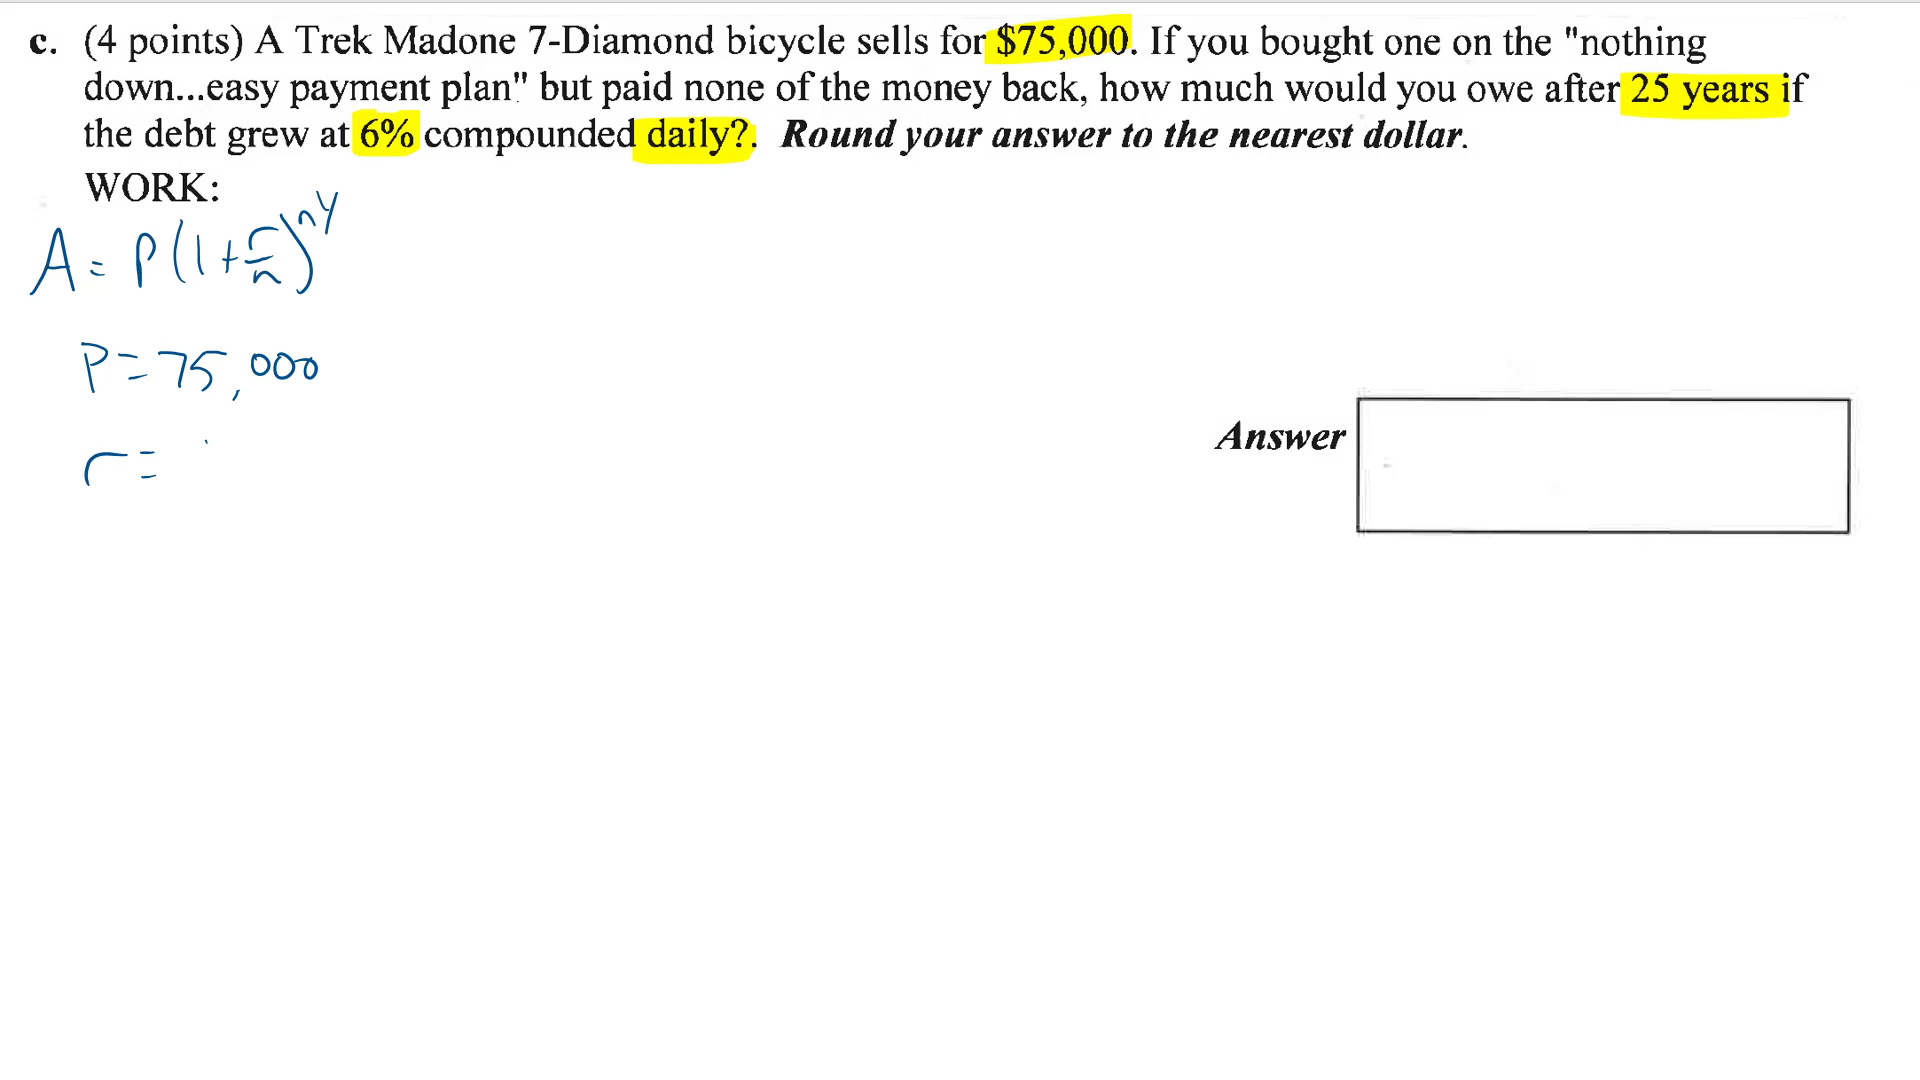 c. (4 points) A Trek Madone 7-Diamond bicycle sells for $75,000. If you bought one on the "nothing
down...easy payment plan" but paid none of the money back, how much would you owe after 25 years if
the debt grew at 6% compounded daily?. Round your answer to the nearest dollar.
WORK:
A = P(1+r/n)^nY
P = 75,000
r =
Answer